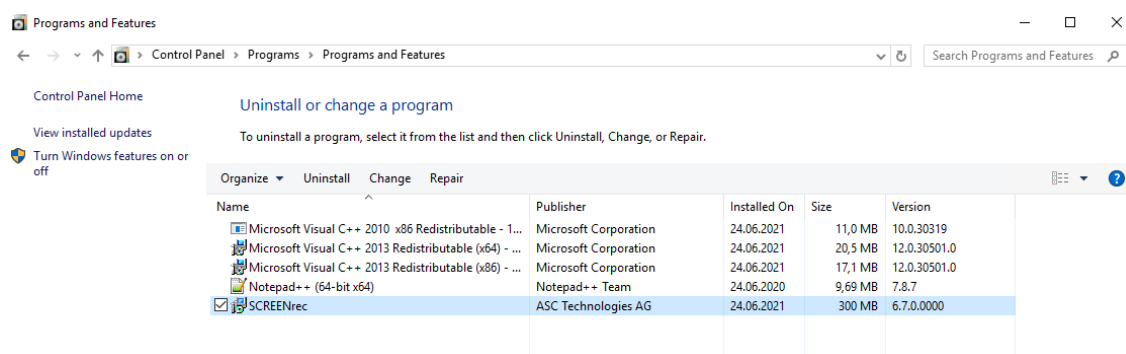 Programs and Features
Control Panel > Programs > Programs and Features
Search Programs and Features
Control Panel Home
View installed updates
Turn Windows features on or
off
Uninstall or change a program
To uninstall a program, select it from the list and then click Uninstall, Change, or Repair.
Organize Uninstall Change Repair
Name Publisher Installed On Size Version
Microsoft Visual C++ 2010 x86 Redistributable - 1... Microsoft Corporation 24.06.2021 11,0 MB 10.0.30319
Microsoft Visual C++ 2013 Redistributable (x64) - ... Microsoft Corporation 24.06.2021 20,5 MB 12.0.30501.0
Microsoft Visual C++ 2013 Redistributable (x86) - ... Microsoft Corporation 24.06.2021 17,1 MB 12.0.30501.0
Notepad++ (64-bit x64) Notepad++ Team 24.06.2020 9,69 MB 7.8.7
SCREENrec ASC Technologies AG 24.06.2021 300 MB 6.7.0.0000